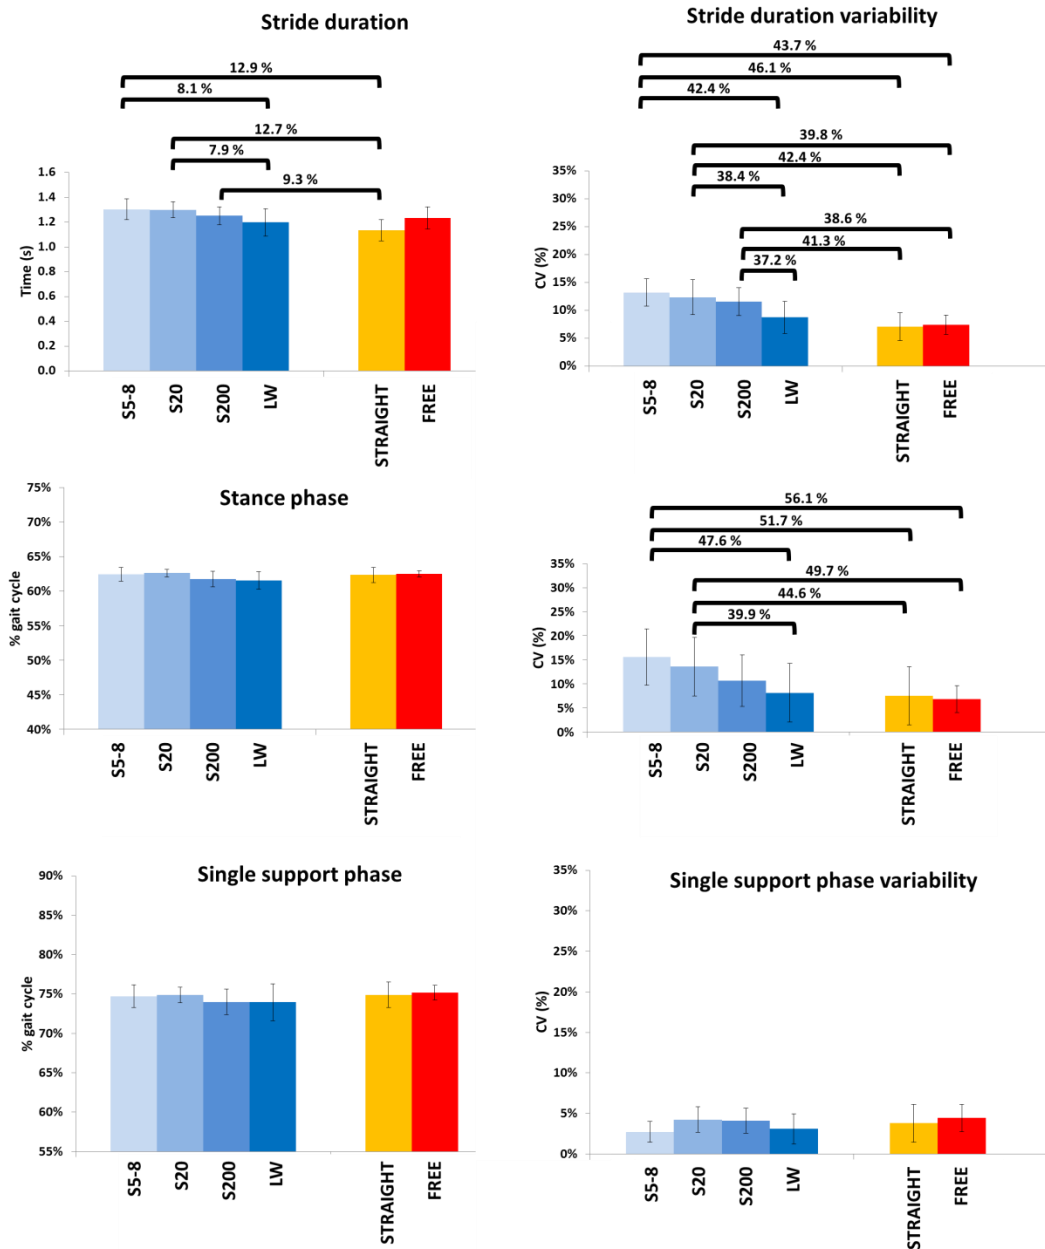 Stride duration
12.9 %
8.1 %
12.7 %
7.9 %
9.3 %
1.6
1.4
1.2
1.0
0.8
0.6
0.4
0.2
0.0
Time (s)
S5-8
S20
S200
LW
STRAIGHT
FREE
Stride duration variability
43.7 %
46.1 %
42.4 %
39.8 %
42.4 %
38.4 %
38.6 %
41.3 %
37.2 %
35%
30%
25%
20%
15%
10%
5%
0%
CV (%)
S5-8
S20
S200
LW
STRAIGHT
FREE
Stance phase
75%
70%
65%
60%
55%
50%
45%
40%
% gait cycle
S5-8
S20
S200
LW
STRAIGHT
FREE
56.1 %
51.7 %
47.6 %
49.7 %
44.6 %
39.9 %
35%
30%
25%
20%
15%
10%
5%
0%
CV (%)
S5-8
S20
S200
LW
STRAIGHT
FREE
Single support phase
90%
85%
80%
75%
70%
65%
60%
55%
% gait cycle
S5-8
S20
S200
LW
STRAIGHT
FREE
Single support phase variability
35%
30%
25%
20%
15%
10%
5%
0%
CV (%)
S5-8
S20
S200
LW
STRAIGHT
FREE